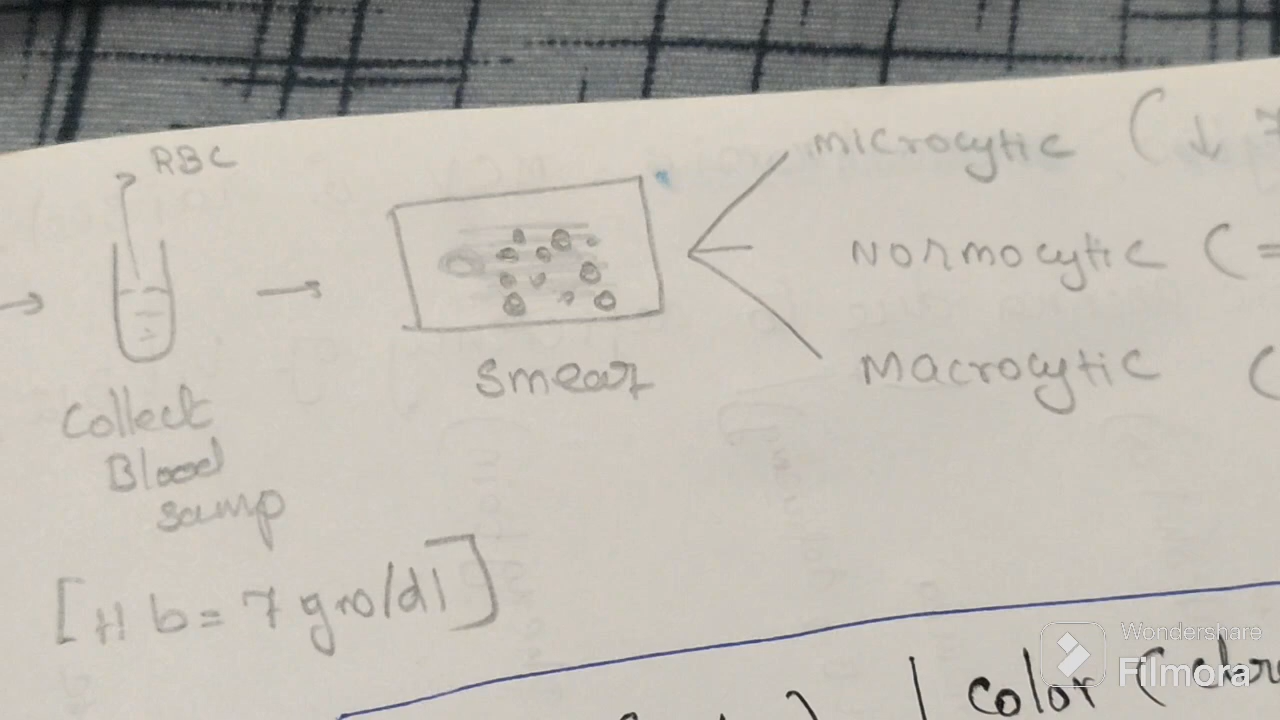 RBC
microcytic (↓
Normocytic (=
Macrocytic (
Smear
Collect
Blood
samp
[Hb = 7 gm/dl]
color (
Wondershare
Filmora